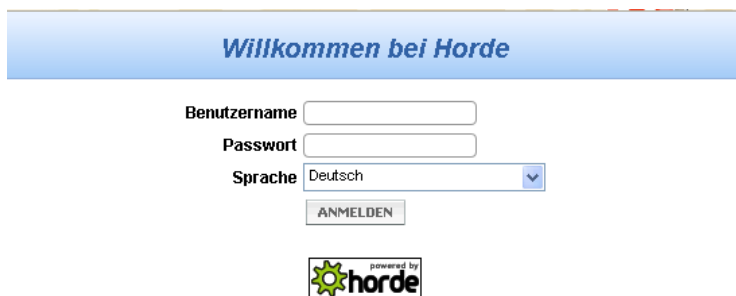 Willkommen bei Horde
Benutzername
Passwort
Sprache Deutsch
ANMELDEN
powered by
horde